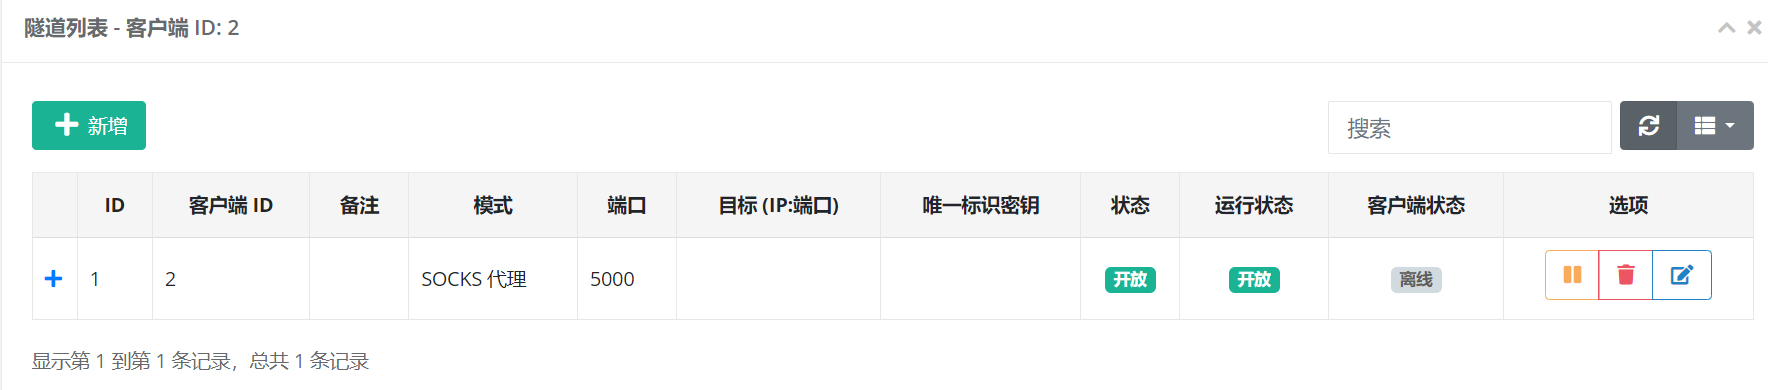 隧道列表 - 客户端 ID: 2
新增
搜索
ID 客户端 ID 备注 模式 端口 目标 (IP:端口) 唯一标识密钥 状态 运行状态 客户端状态 选项
1 2 SOCKS 代理 5000 开放 开放 离线
显示第 1 到第 1 条记录，总共 1 条记录